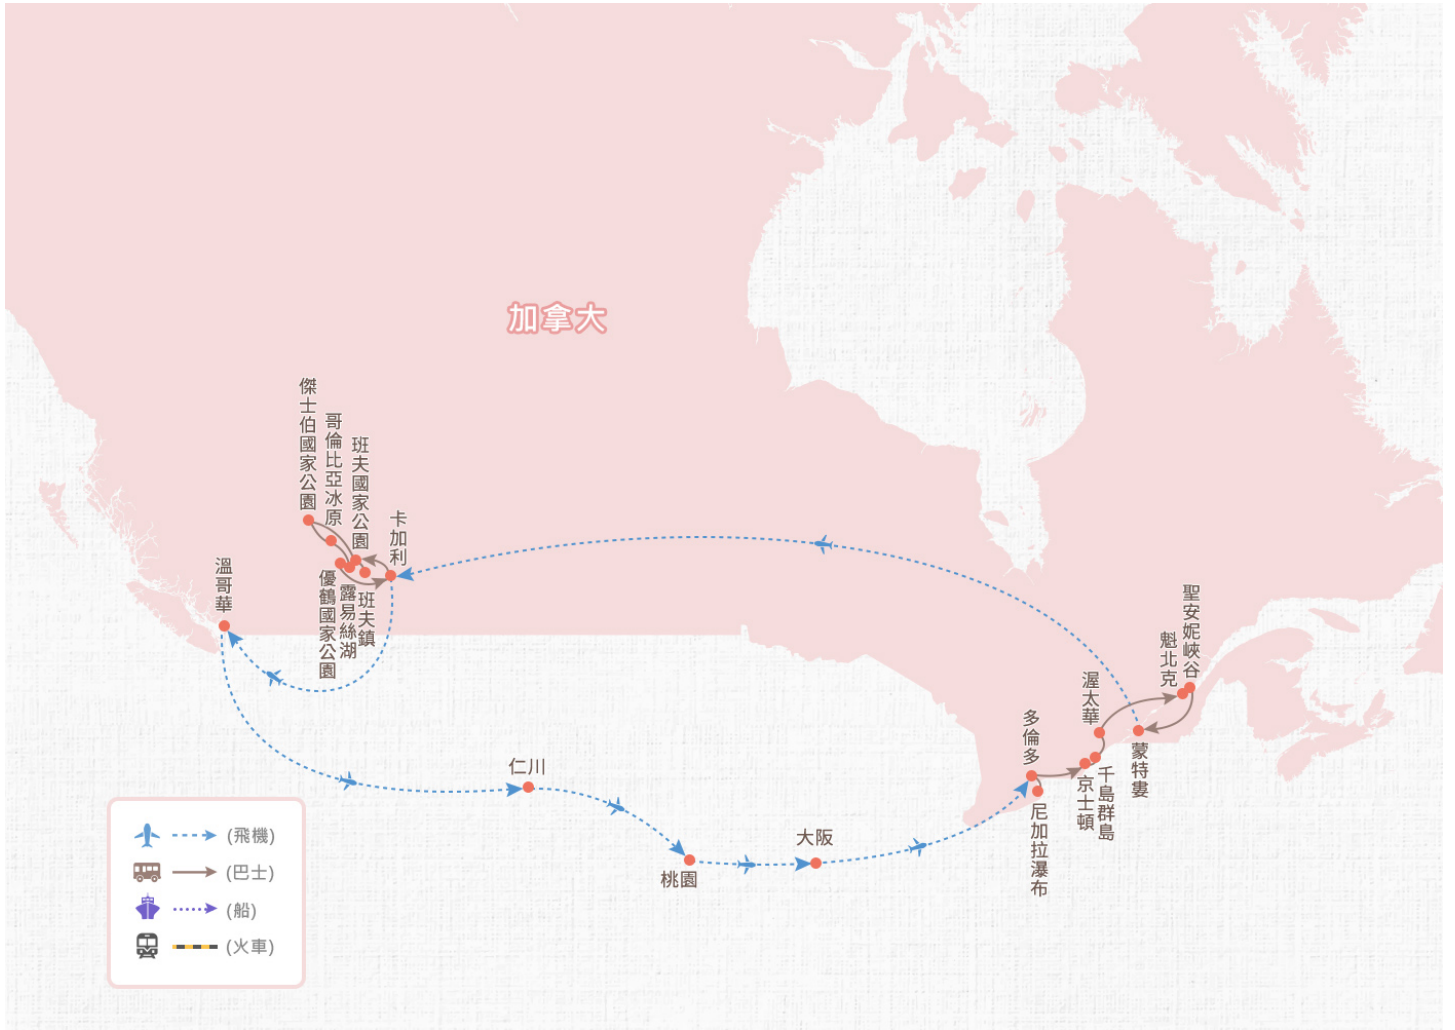 加拿大
傑士伯國家公園
哥倫比亞冰原
班夫國家公園
卡加利
溫哥華
優鶴國家公園
露易絲湖
班夫鎮
聖安妮峽谷
魁北克
渥太華
多倫多
蒙特婁
千島群島
京士頓
尼加拉瀑布
仁川
大阪
桃園
(飛機)
(巴士)
(船)
(火車)